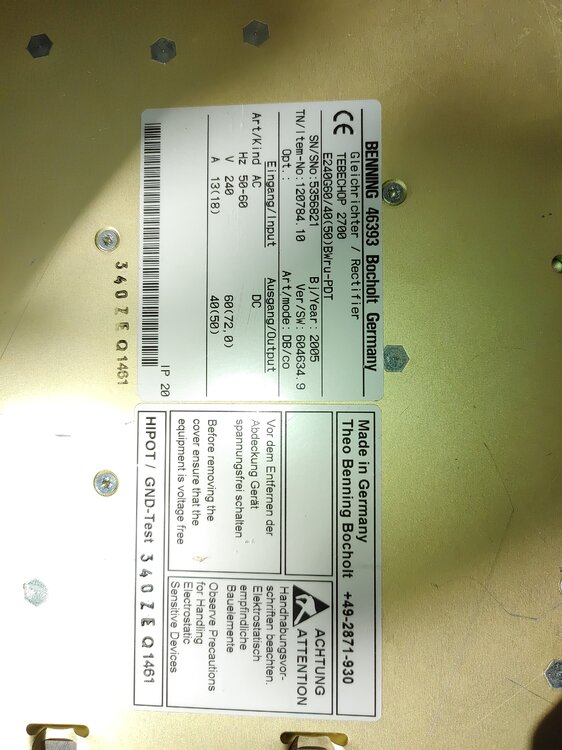 BENNING 46393 Bocholt Germany
Gleichrichter / Rectifier
TEBECHOP 2700
E240G60/40(50)BWru-PDT
CE
SN/SNo: 5356821 Bj/Year: 2005
TN/Item-No: 120784.10 Ver/SW: 604634.9
Opt.: Art/mode: DB/co
Eingang/Input Ausgang/Output
Art/Kind AC DC
Hz 50-60
V 240 60(72,0)
A 13(18) 40(50)
IP 20
340ZEQ1461
Made in Germany
Theo Benning Bocholt +49-2871-930
Vor dem Entfernen der
Abdeckung Gerät
spannungsfrei schalten
Before removing the
cover ensure that the
equipment is voltage free
ACHTUNG
ATTENTION
Handhabungsvor-
schriften beachten.
Elektrostatisch
empfindliche
Bauelemente
Observe Precautions
for Handling
Electrostatic
Sensitive Devices
HIPOT / GND-Test 340ZEQ1461